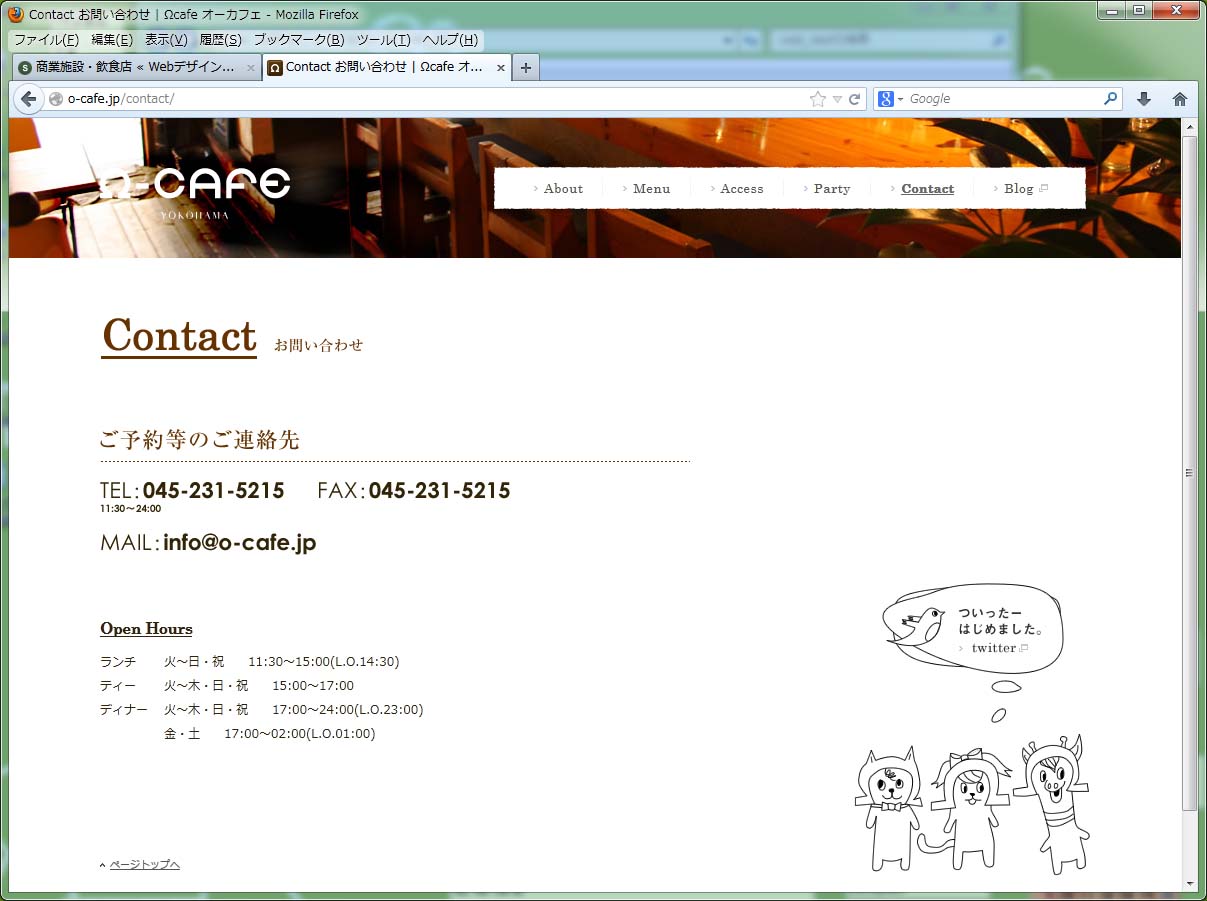 Contact お問い合わせ | Ωcafe オーカフェ - Mozilla Firefox
ファイル(F) 編集(E) 表示(V) 履歴(S) ブックマーク(B) ツール(T) ヘルプ(H)
S 商業施設・飲食店 « Webデザイン... × Ω Contact お問い合わせ | Ωcafe オ... × +
o-cafe.jp/contact/ 8 Google
Ω-CAFE
YOKOHAMA
About Menu Access Party Contact Blog
Contact お問い合わせ
ご予約等のご連絡先
TEL:045-231-5215 FAX:045-231-5215
11:30～24:00
MAIL:info@o-cafe.jp
ついったー
はじめました。
twitter
Open Hours
ランチ 火～日・祝 11:30～15:00(L.O.14:30)
ティー 火～木・日・祝 15:00～17:00
ディナー 火～木・日・祝 17:00～24:00(L.O.23:00)
金・土 17:00～02:00(L.O.01:00)
ページトップへ